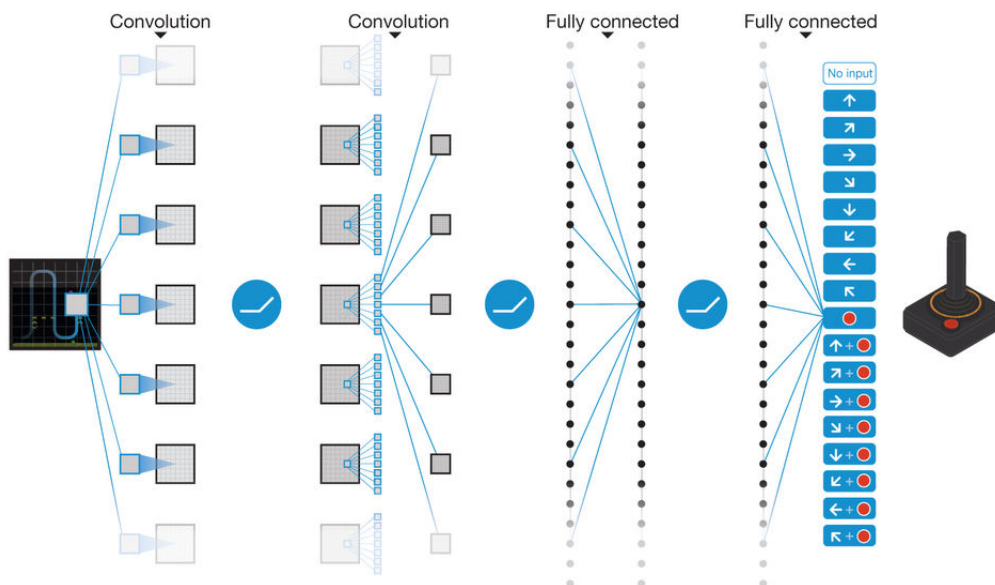 Convolution
Convolution
Fully connected
Fully connected
No input
+
+
+
+
+
+
+
+